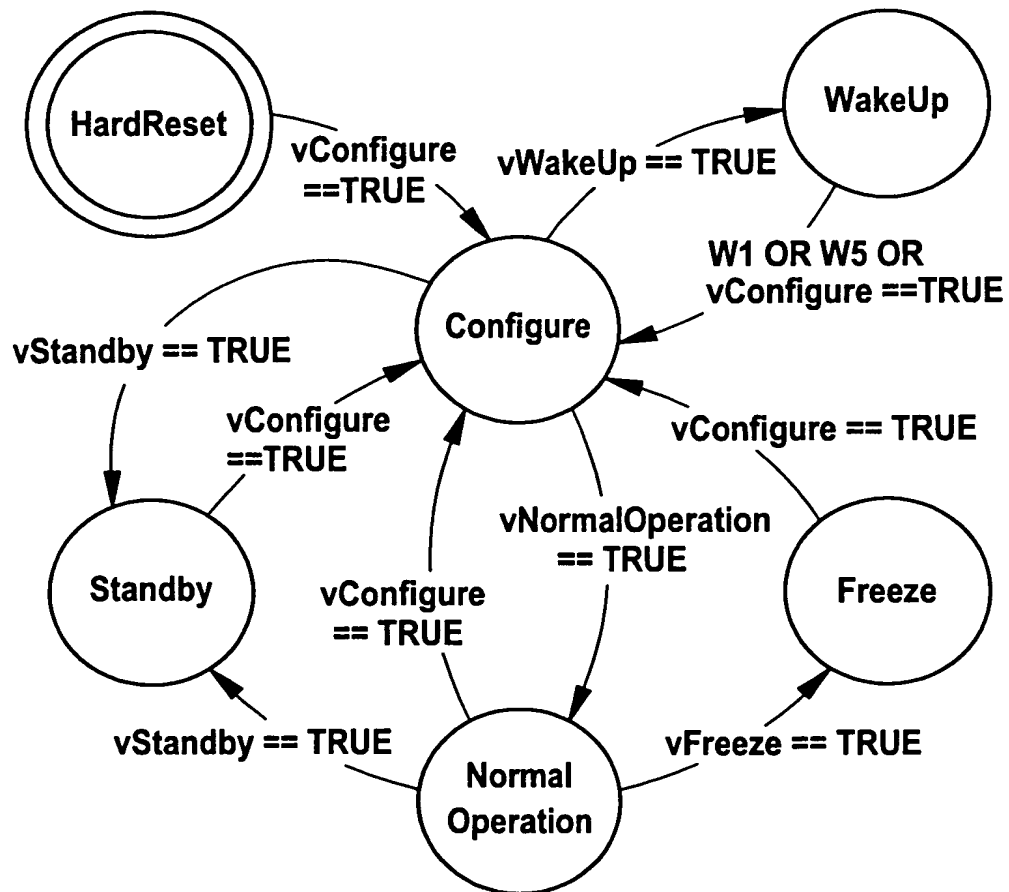 HardReset
WakeUp
vConfigure
==TRUE
vWakeUp == TRUE
W1 OR W5 OR
vConfigure ==TRUE
Configure
vStandby == TRUE
vConfigure
==TRUE
vConfigure == TRUE
vNormalOperation
== TRUE
Standby
vConfigure
== TRUE
Freeze
vStandby == TRUE
vFreeze == TRUE
Normal
Operation